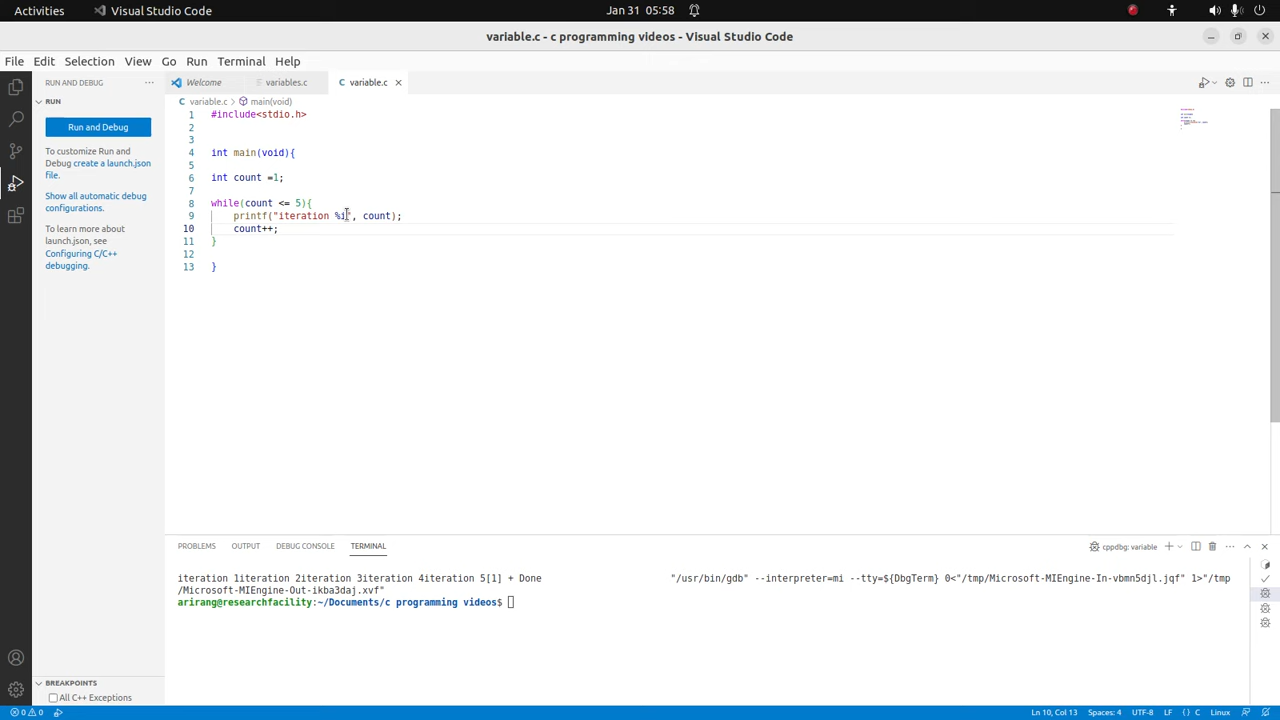 Activities Visual Studio Code Jan 31 05:58
variable.c - c programming videos - Visual Studio Code
File Edit Selection View Go Run Terminal Help
RUN AND DEBUG
RUN
Run and Debug
To customize Run and
Debug create a launch.json
file.
Show all automatic debug
configurations.
To learn more about
launch.json, see
Configuring C/C++
debugging.
BREAKPOINTS
All C++ Exceptions
Welcome variables.c C variable.c
C variable.c > main(void)
1 #include<stdio.h>
2
3
4 int main(void){
5
6 int count =1;
7
8 while(count <= 5){
9 printf("iteration %i", count);
10 count++;
11 }
12
13 }
PROBLEMS OUTPUT DEBUG CONSOLE TERMINAL
cppdbg: variable
iteration 1iteration 2iteration 3iteration 4iteration 5[1] + Done "/usr/bin/gdb" --interpreter=mi --tty=${DbgTerm} 0<"/tmp/Microsoft-MIEngine-In-vbmn5djl.jqf" 1>"/tmp
/Microsoft-MIEngine-Out-ikba3daj.xvf"
arirang@researchfacility:~/Documents/c programming videos$
0 0 Ln 10, Col 13 Spaces: 4 UTF-8 LF {} C Linux